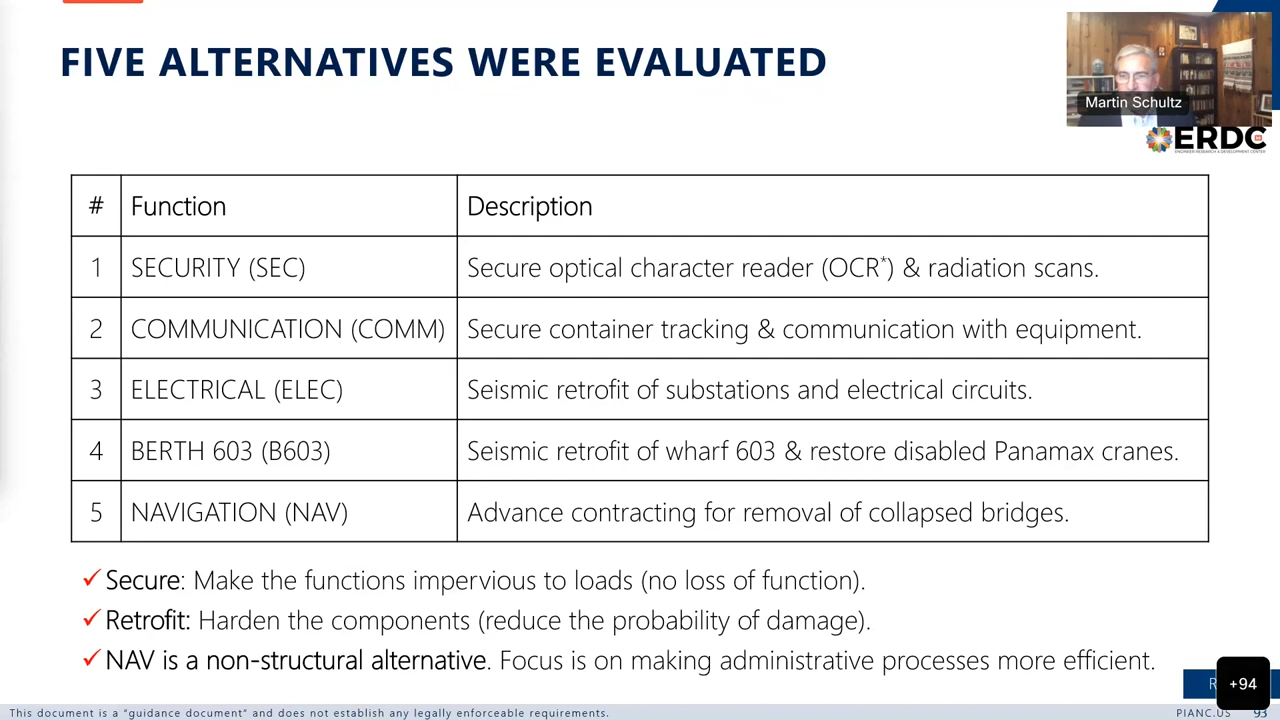 FIVE ALTERNATIVES WERE EVALUATED
Martin Schultz
ERDC
# Function Description
1 SECURITY (SEC) Secure optical character reader (OCR*) & radiation scans.
2 COMMUNICATION (COMM) Secure container tracking & communication with equipment.
3 ELECTRICAL (ELEC) Seismic retrofit of substations and electrical circuits.
4 BERTH 603 (B603) Seismic retrofit of wharf 603 & restore disabled Panamax cranes.
5 NAVIGATION (NAV) Advance contracting for removal of collapsed bridges.
✓ Secure: Make the functions impervious to loads (no loss of function).
✓ Retrofit: Harden the components (reduce the probability of damage).
✓ NAV is a non-structural alternative. Focus is on making administrative processes more efficient.
+94
This document is a "guidance document" and does not establish any legally enforceable requirements.
PIANC.US 93